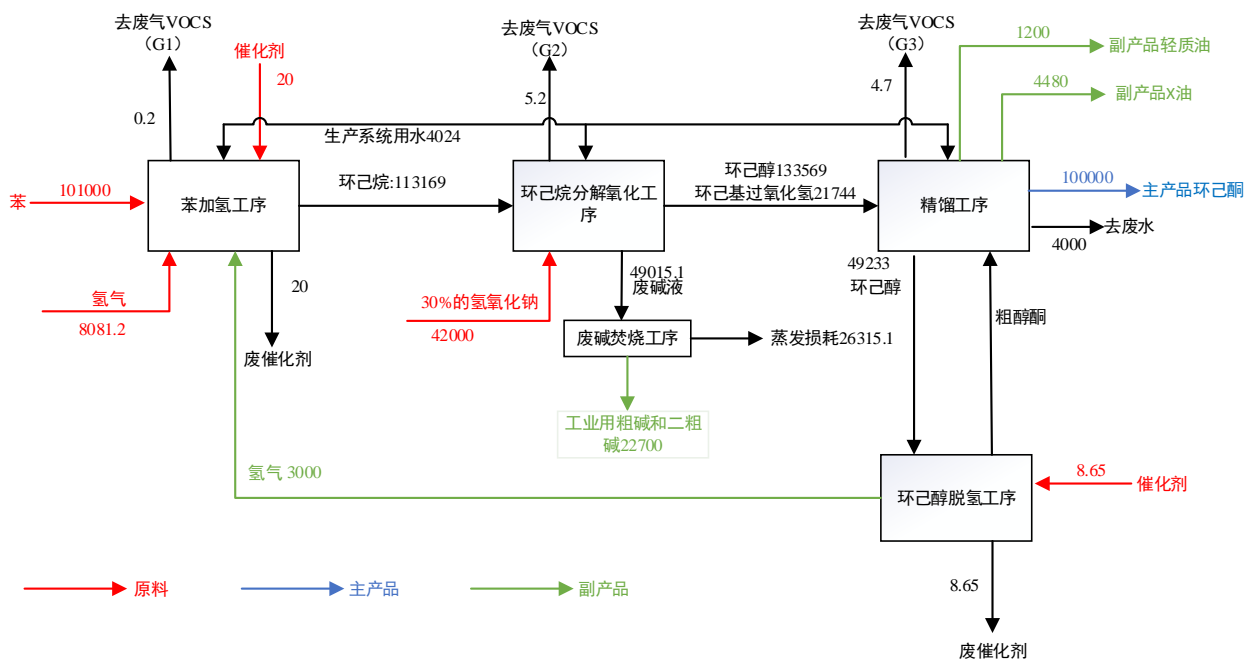 去废气VOCS
（G1）
去废气VOCS
（G2）
去废气VOCS
（G3）
催化剂
20
0.2
5.2
4.7
1200
副产品轻质油
4480
副产品X油
生产系统用水4024
苯
101000
苯加氢工序
环己烷:113169
环己烷分解氧化工
序
环己醇133569
环己基过氧化氢21744
精馏工序
100000
主产品环己酮
4000
去废水
氢气
8081.2
20
废催化剂
30%的氢氧化钠
42000
49015.1
废碱液
废碱焚烧工序
蒸发损耗26315.1
工业用粗碱和二粗
碱22700
49233
环己醇
粗醇酮
氢气 3000
环己醇脱氢工序
8.65
催化剂
8.65
废催化剂
原料
主产品
副产品